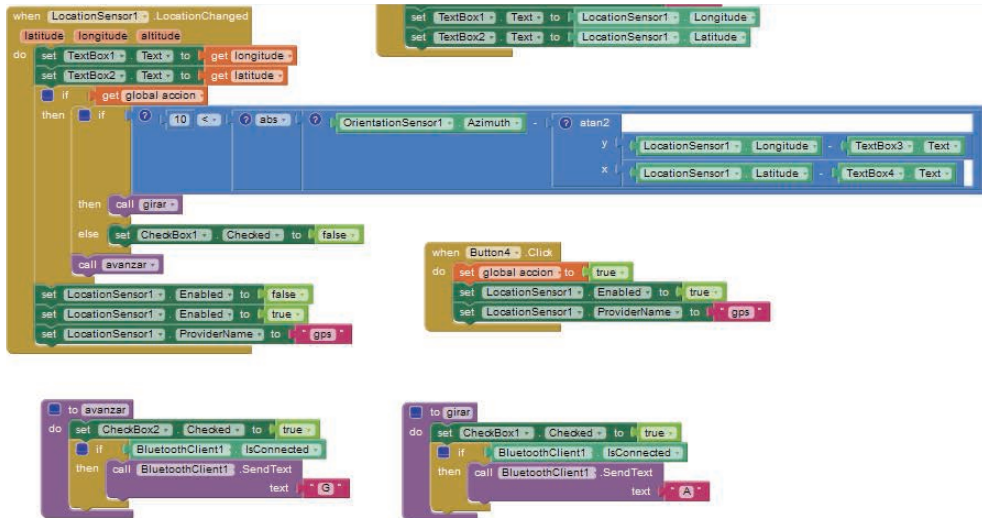 when LocationSensor1 .LocationChanged
latitude longitude altitude
do set TextBox1 . Text to get longitude
set TextBox2 . Text to get latitude
if get global accion
then if 10 < abs OrientationSensor1 . Azimuth - atan2
y LocationSensor1 . Longitude - TextBox3 . Text
x LocationSensor1 . Latitude - TextBox4 . Text
then call girar
else set CheckBox1 . Checked to false
call avanzar
set LocationSensor1 . Enabled to false
set LocationSensor1 . Enabled to true
set LocationSensor1 . ProviderName to " gps "
set TextBox1 . Text to LocationSensor1 . Longitude
set TextBox2 . Text to LocationSensor1 . Latitude
when Button4 .Click
do set global accion to true
set LocationSensor1 . Enabled to true
set LocationSensor1 . ProviderName to " gps "
to avanzar
do set CheckBox2 . Checked to true
if BluetoothClient1 . IsConnected
then call BluetoothClient1 .SendText
text " G "
to girar
do set CheckBox1 . Checked to true
if BluetoothClient1 . IsConnected
then call BluetoothClient1 .SendText
text " A "